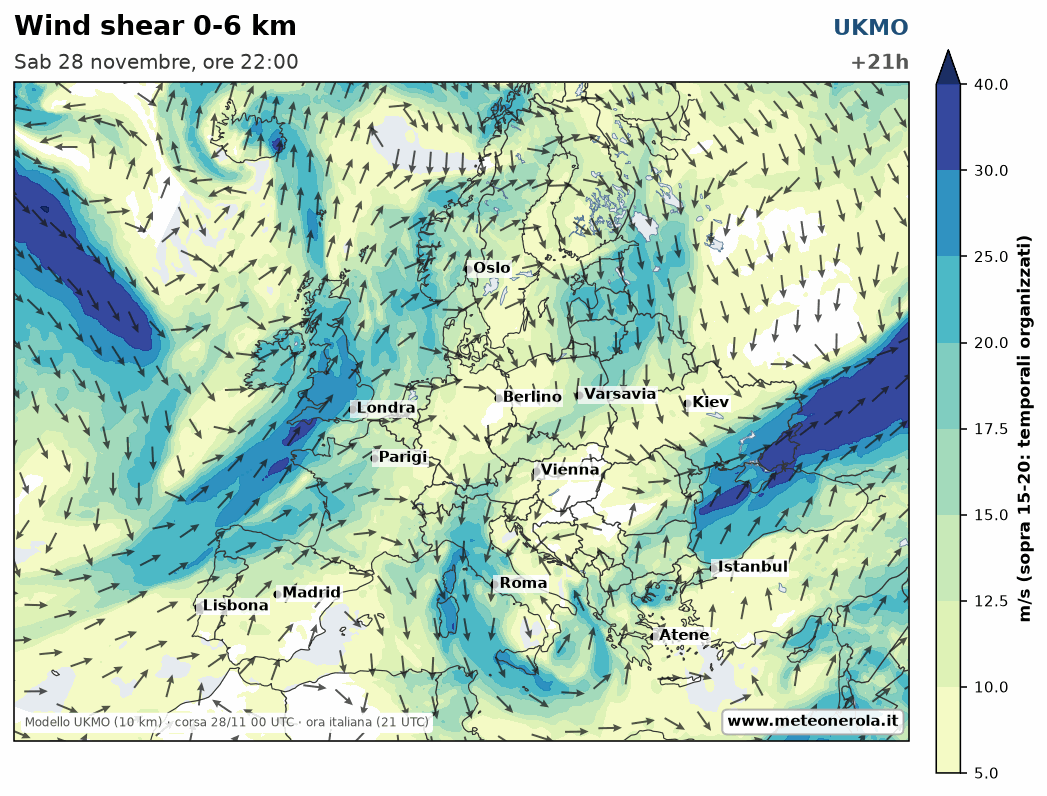 Wind shear 0-6 km
UKMO
Sab 28 novembre, ore 22:00
+21h
40.0
30.0
25.0
20.0
17.5
15.0
12.5
10.0
5.0
m/s (sopra 15-20: temporali organizzati)
Oslo
Berlino
Varsavia
Kiev
Londra
Parigi
Vienna
Istanbul
Roma
Madrid
Lisbona
Atene
Modello UKMO (10 km) · corsa 28/11 00 UTC · ora italiana (21 UTC)
www.meteonerola.it